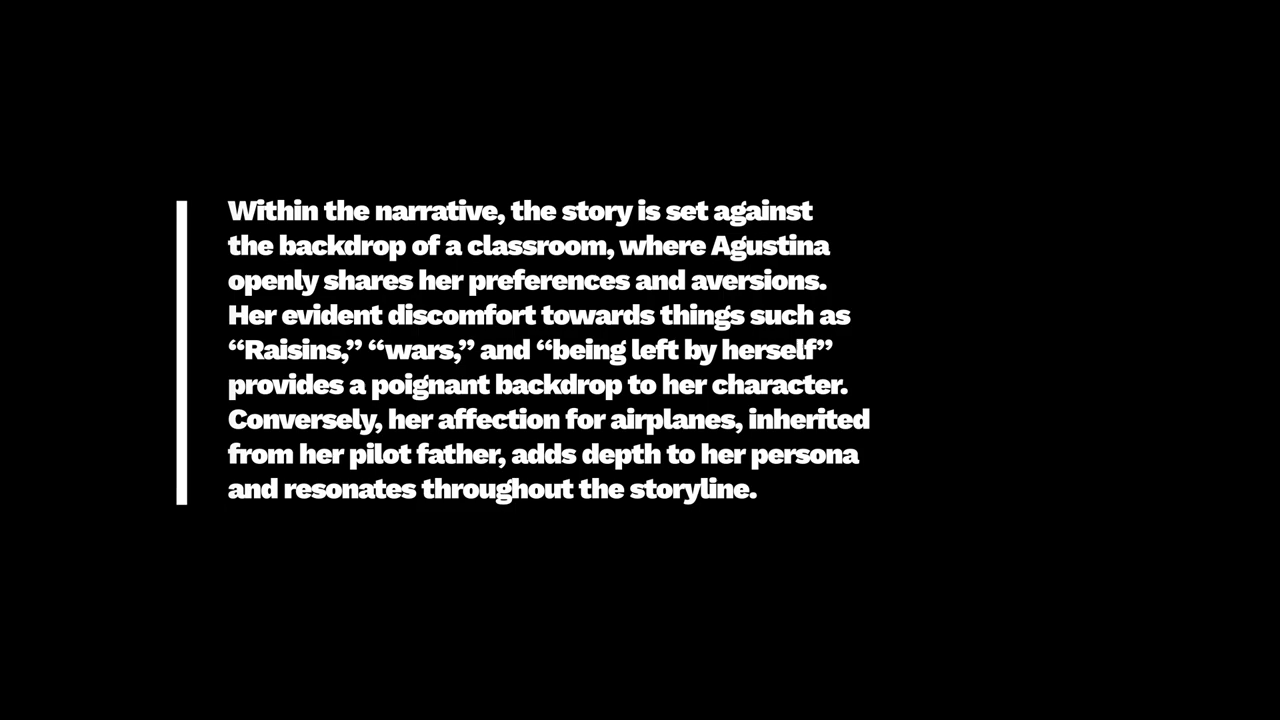 Within the narrative, the story is set against
the backdrop of a classroom, where Agustina
openly shares her preferences and aversions.
Her evident discomfort towards things such as
“Raisins,” “wars,” and “being left by herself”
provides a poignant backdrop to her character.
Conversely, her affection for airplanes, inherited
from her pilot father, adds depth to her persona
and resonates throughout the storyline.